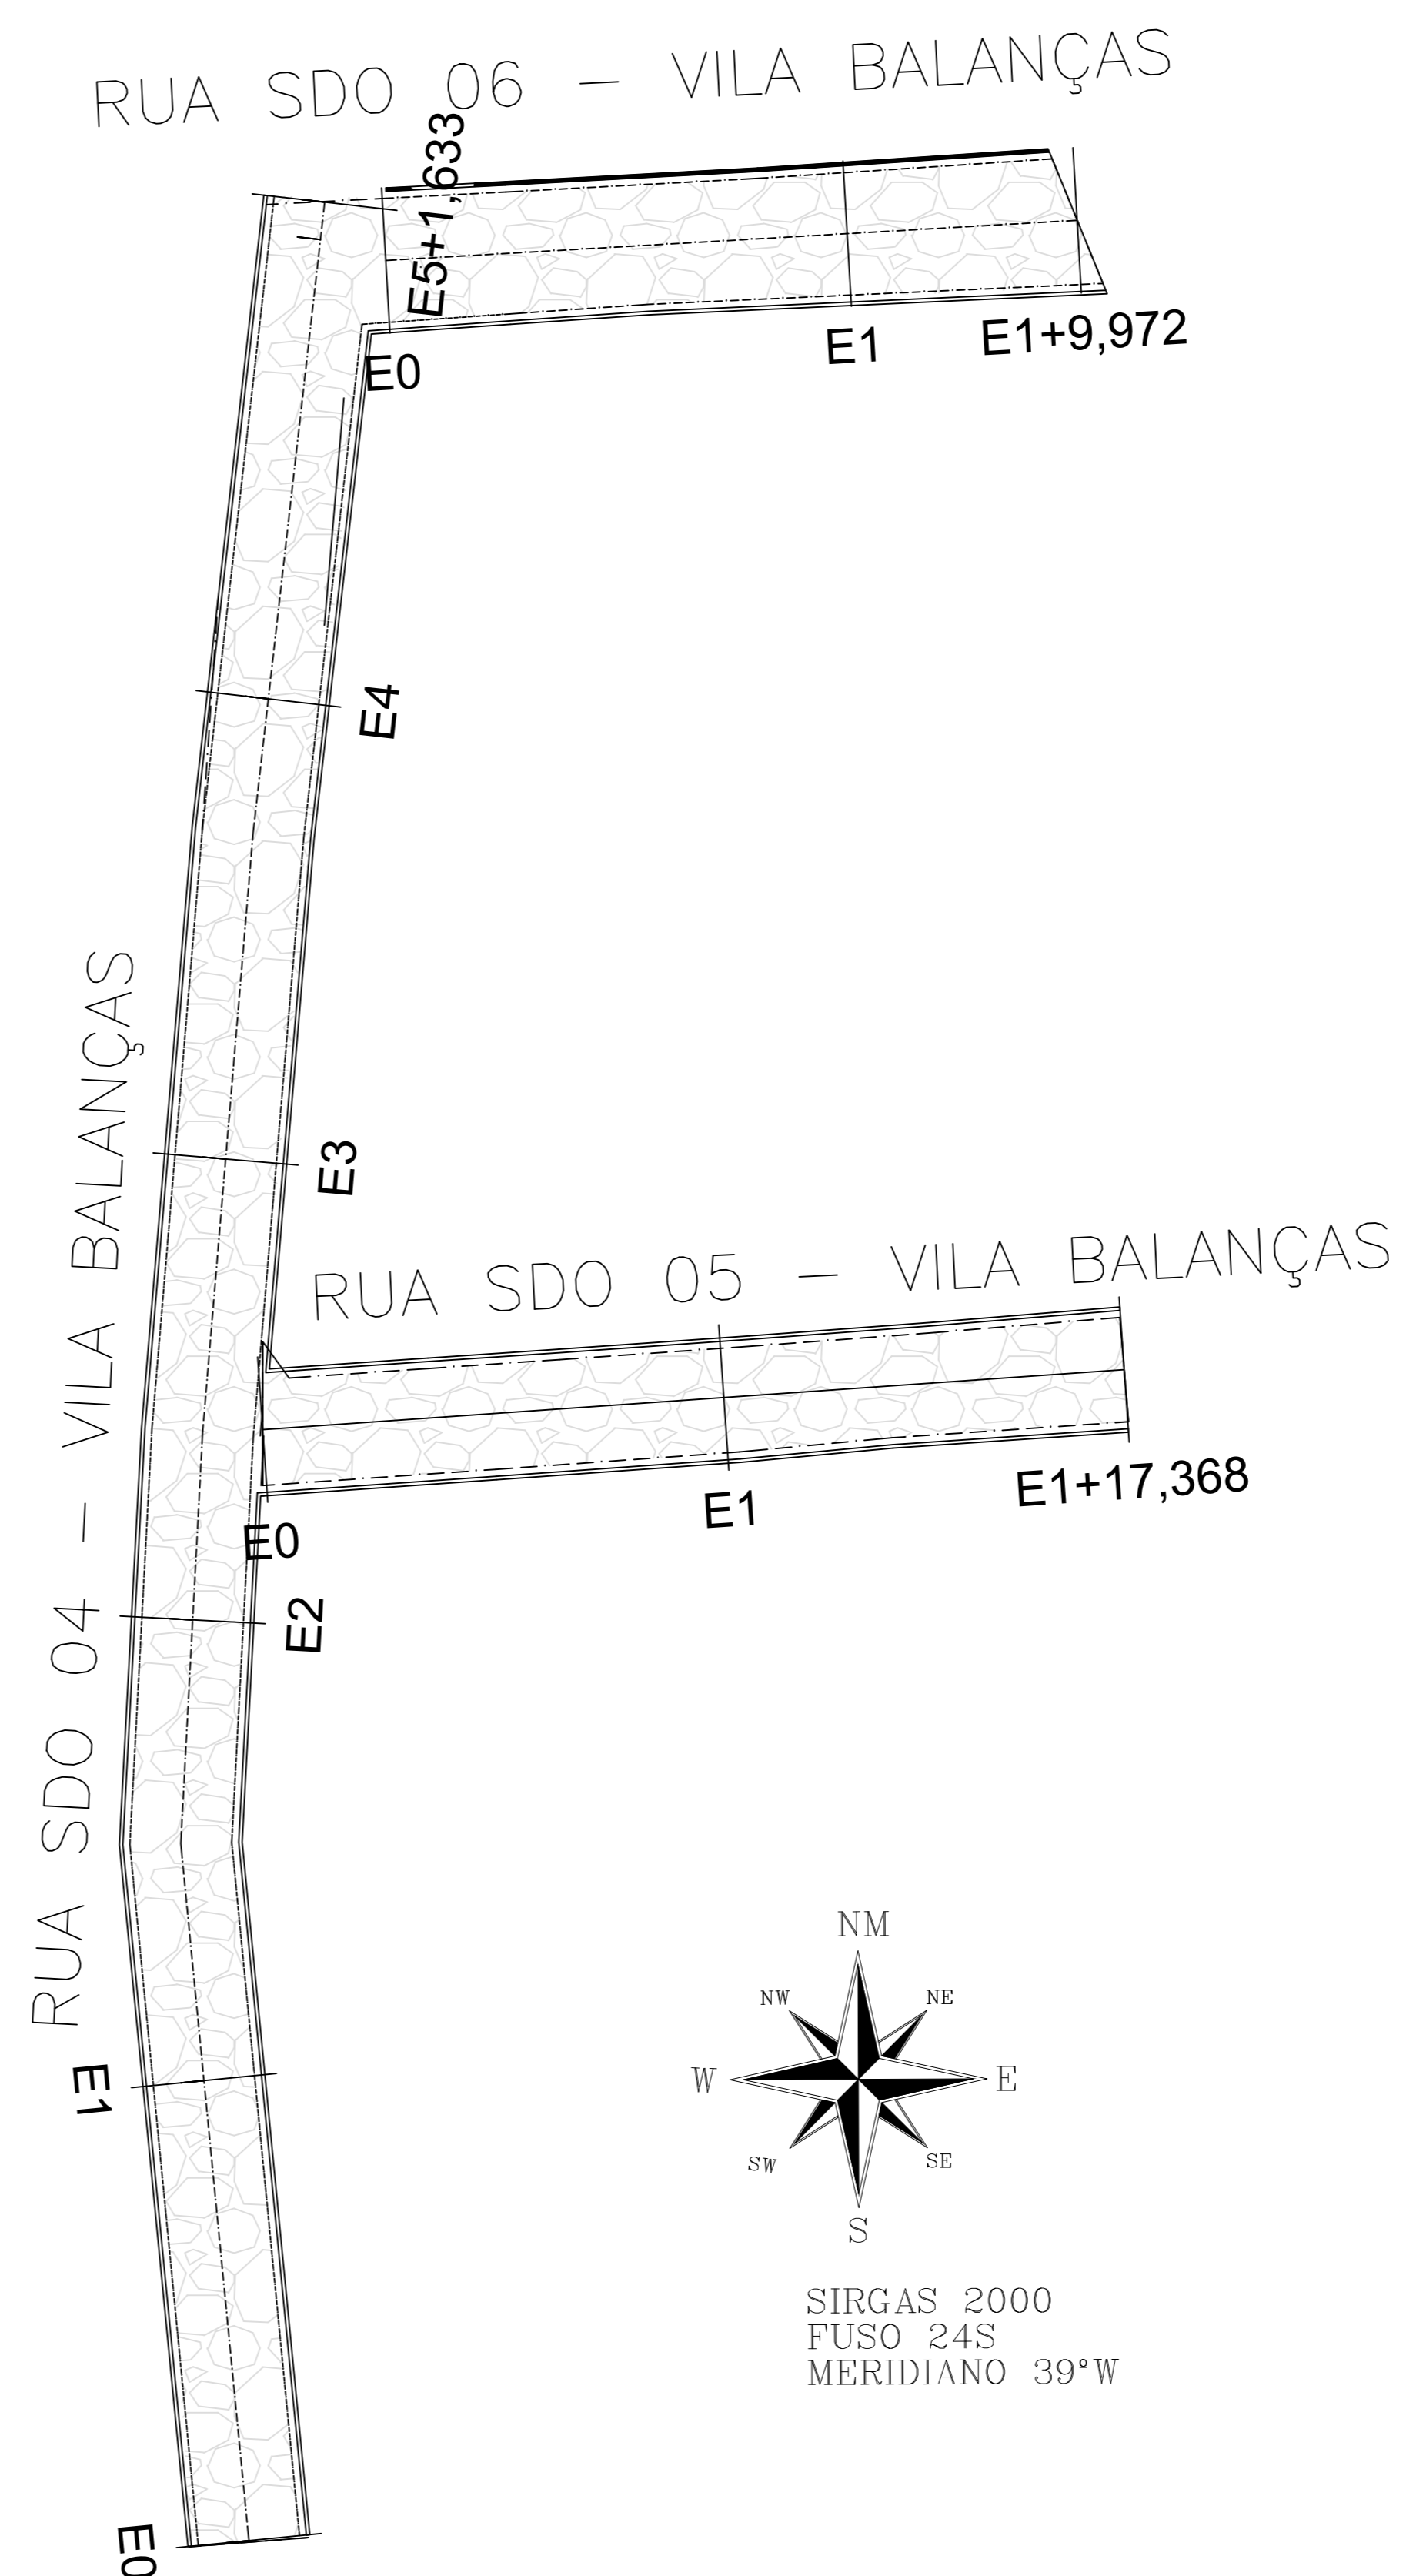 RUA SDO 06 - VILA BALANÇAS
E5+1,633
E0
E1
E1+9,972
E4
E3
RUA SDO 04 - VILA BALANÇAS
RUA SDO 05 - VILA BALANÇAS
E0
E1
E1+17,368
E2
E1
E0
NM
NW
NE
W
E
SW
SE
S
SIRGAS 2000
FUSO 24S
MERIDIANO 39°W